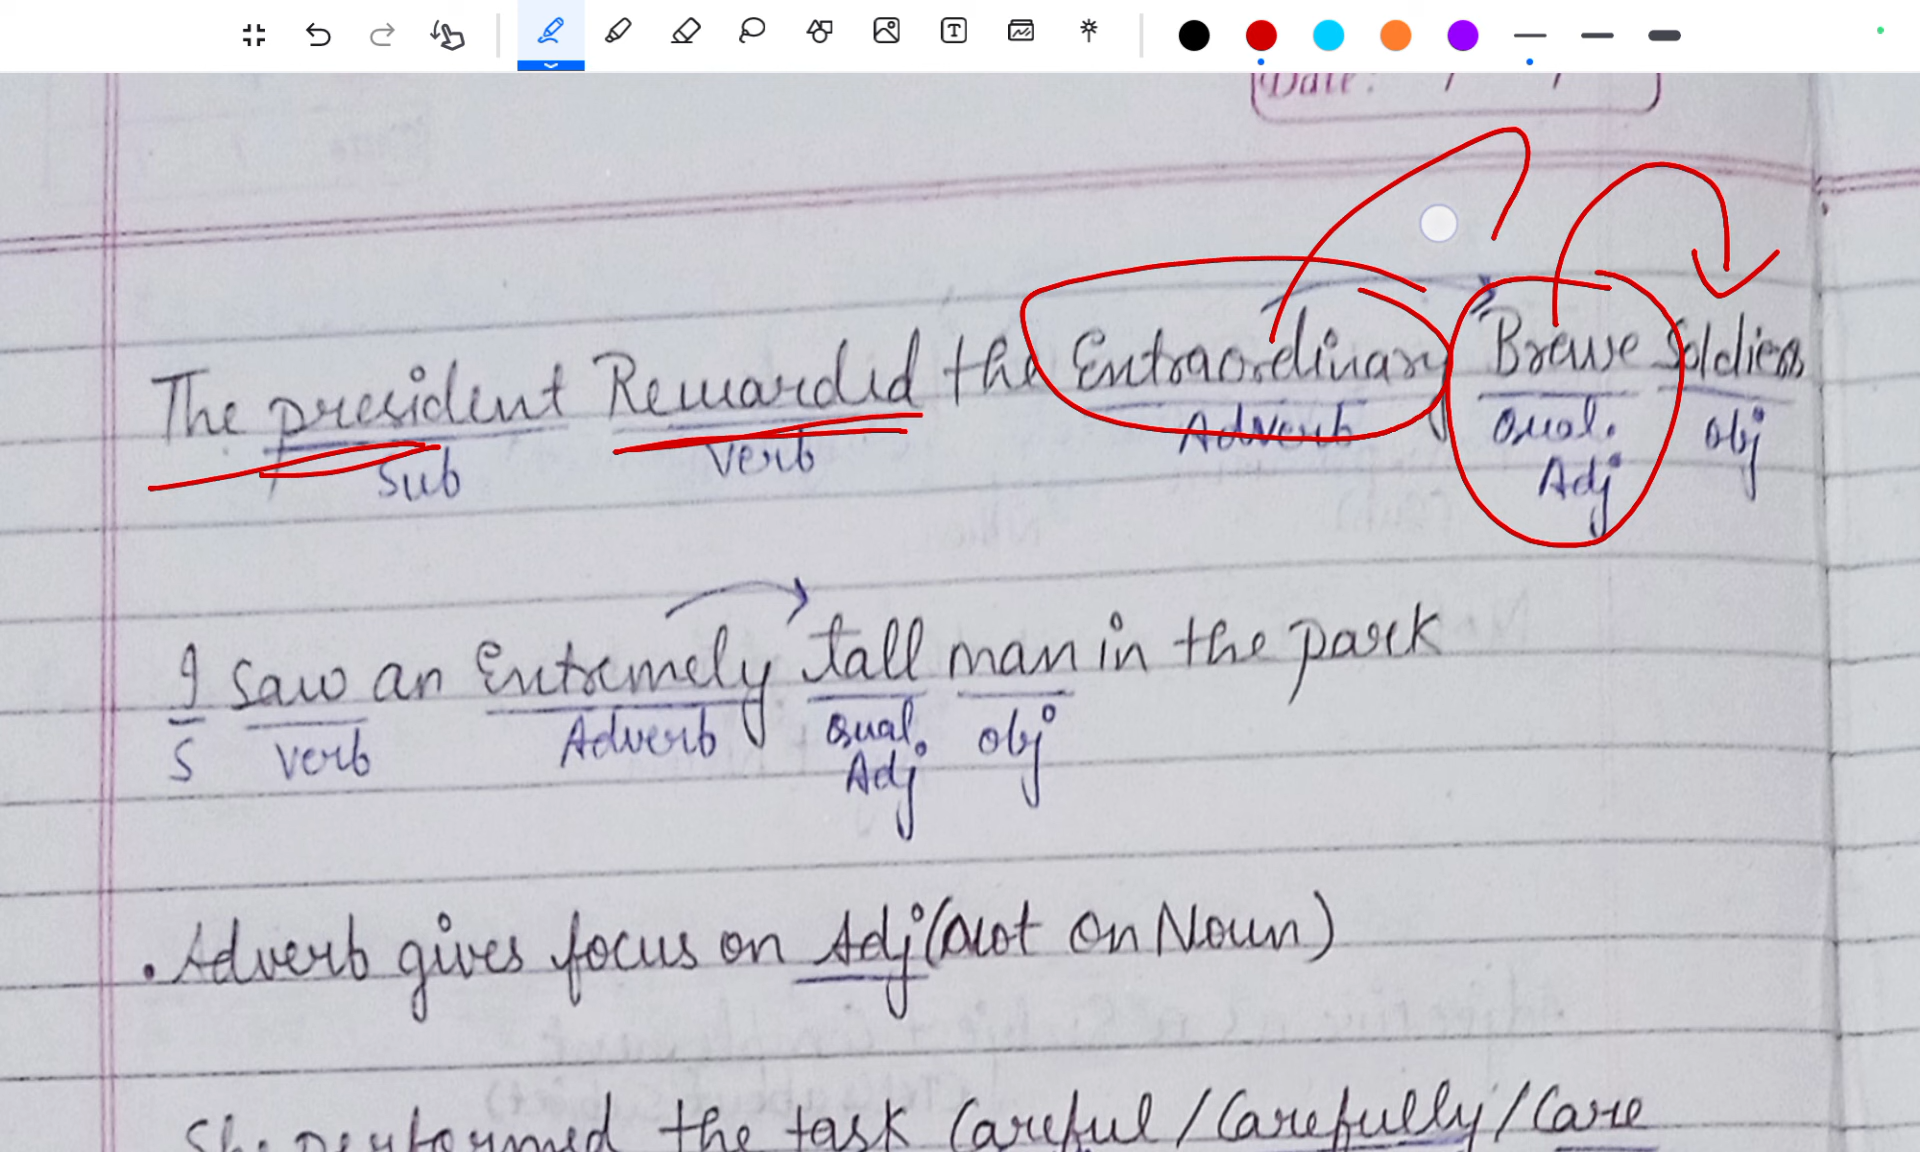 Date: / /
The president Rewarded the Extraordinary Brave Soldiers
Sub verb Adverb Qual. Adj obj
I saw an Extremely tall man in the park
S verb Adverb Qual. Adj obj
. Adverb gives focus on Adj (Not on Noun)
She performed the task Careful / Carefully / Care